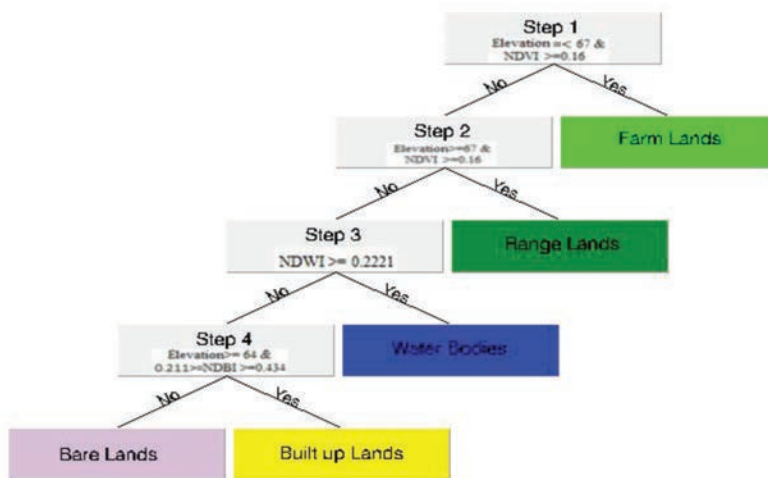 Step 1
Elevation =< 67 &
NDVI >=0.16
No
Yes
Step 2
Elevation>=67 &
NDVI >=0.16
Farm Lands
No
Yes
Step 3
NDWI >= 0.2221
Range Lands
No
Yes
Step 4
Elevation>= 64 &
0.211>=NDBI >=0.434
Water Bodies
No
Yes
Bare Lands
Built up Lands